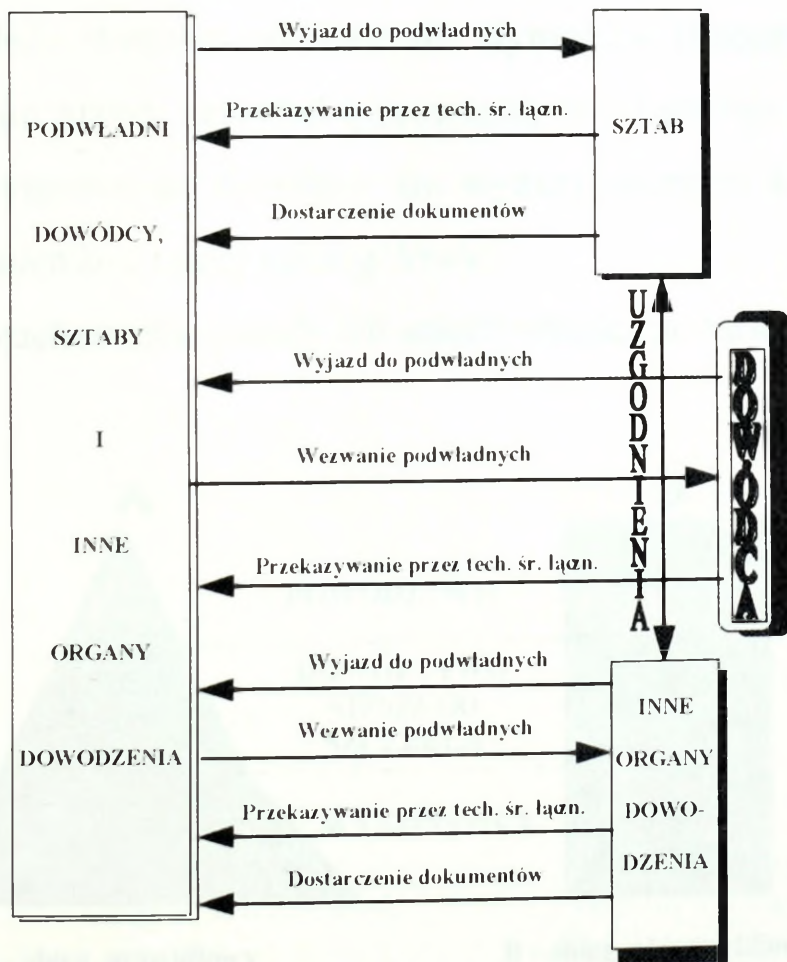 PODWŁADNI
DOWÓDCY,
SZTABY
I
INNE
ORGANY
DOWODZENIA
Wyjazd do podwładnych
Przekazywanie przez tech. śr. łączn.
Dostarczenie dokumentów
SZTAB
UZGODNIENIA
Wyjazd do podwładnych
Wezwanie podwładnych
Przekazywanie przez tech. śr. łączn.
DOWÓDCA
Wyjazd do podwładnych
Wezwanie podwładnych
Przekazywanie przez tech. śr. łączn.
Dostarczenie dokumentów
INNE
ORGANY
DOWO-
DZENIA